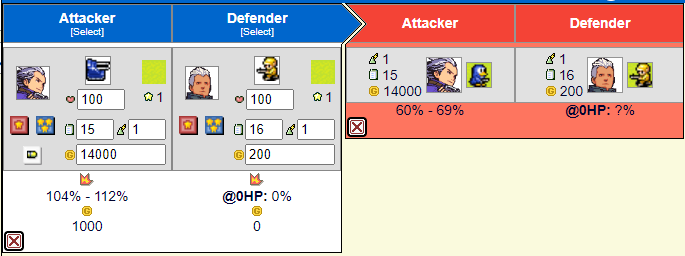 Attacker
[Select]
Defender
[Select]
100
1
100
1
15
1
16
1
14000
200
104% - 112%
@0HP: 0%
1000
0
Attacker
Defender
1
15
14000
1
16
200
60% - 69%
@0HP: ?%